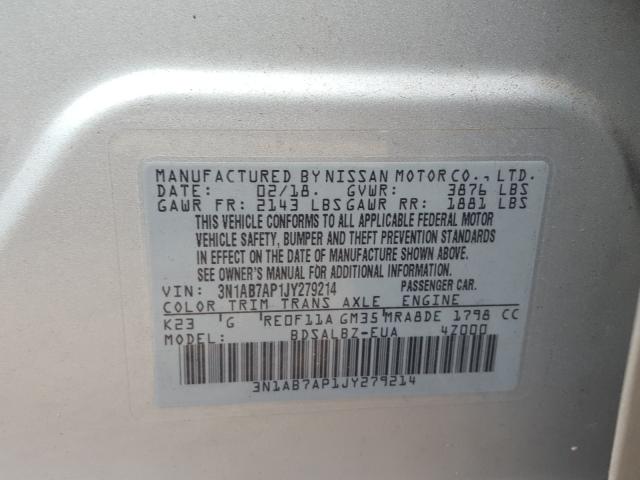 MANUFACTURED BY NISSAN MOTOR CO., LTD.
DATE: 02/18. GVWR: 3876 LBS
GAWR FR: 2143 LBS GAWR RR: 1881 LBS
THIS VEHICLE CONFORMS TO ALL APPLICABLE FEDERAL MOTOR
VEHICLE SAFETY, BUMPER AND THEFT PREVENTION STANDARDS
IN EFFECT ON THE DATE OF MANUFACTURE SHOWN ABOVE.
SEE OWNER'S MANUAL FOR ADDITIONAL INFORMATION.
VIN: 3N1AB7AP1JY279214 PASSENGER CAR.
COLOR TRIM TRANS AXLE ENGINE
K23 G RE0F11A GM35 MRA8DE 1798 CC
MODEL: BDSALBZ-EUA 4Z000
3N1AB7AP1JY279214